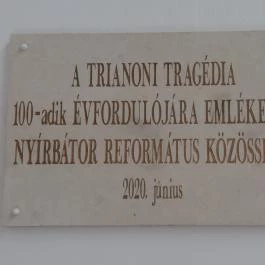 A TRIANONI TRAGÉDIA
100-adik ÉVFORDULÓJÁRA EMLÉKE
NYÍRBÁTOR REFORMÁTUS KÖZÖSS
2020. június